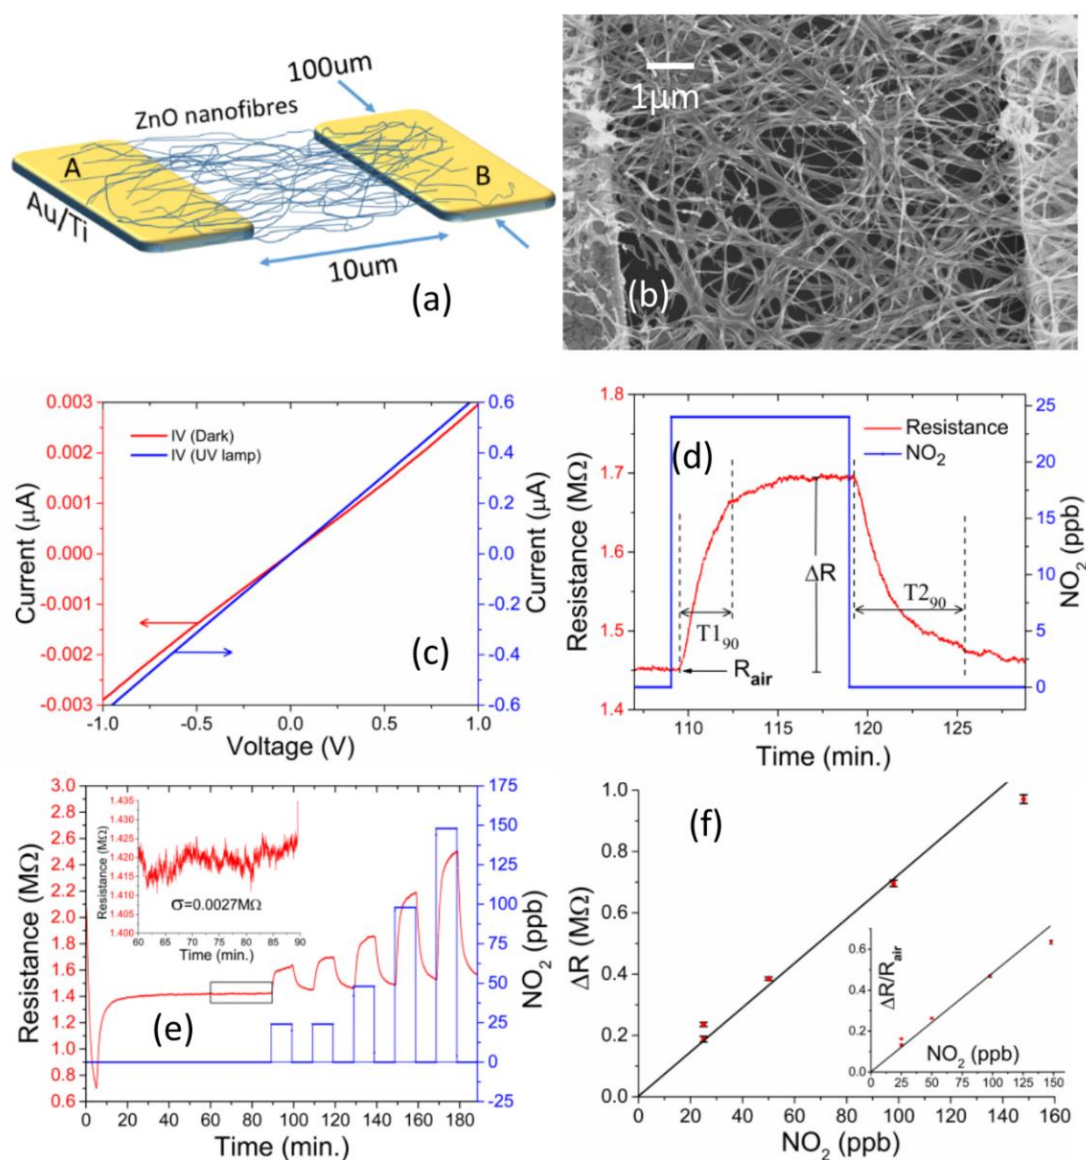 100um
ZnO nanofibres
A
B
Au/Ti
10um
(a)
1μm
(b)
0.003
0.002
0.001
0.000
-0.001
-0.002
-0.003
Current (μA)
IV (Dark)
IV (UV lamp)
0.6
0.4
0.2
0.0
-0.2
-0.4
-0.6
Current (μA)
(c)
-1.0 -0.5 0.0 0.5 1.0
Voltage (V)
1.8
1.7
1.6
1.5
1.4
Resistance (MΩ)
(d)
Resistance
NO2
ΔR
T190
T290
Rair
25
20
15
10
5
0
NO2 (ppb)
110 115 120 125
Time (min.)
3.0
2.8
2.6
2.4
2.2
2.0
1.8
1.6
1.4
1.2
1.0
0.8
0.6
Resistance (MΩ)
1.435
1.430
1.425
1.420
1.415
1.410
1.405
1.400
Resistance (MΩ)
σ=0.0027MΩ
60 65 70 75 80 85 90
Time (min.)
(e)
175
150
125
100
75
50
25
0
-25
NO2 (ppb)
0 20 40 60 80 100 120 140 160 180
Time (min.)
1.0
0.8
0.6
0.4
0.2
0.0
ΔR (MΩ)
(f)
0.6
0.4
0.2
0.0
ΔR/Rair
NO2 (ppb)
0 25 50 75 100 125 150
0 20 40 60 80 100 120 140 160
NO2 (ppb)